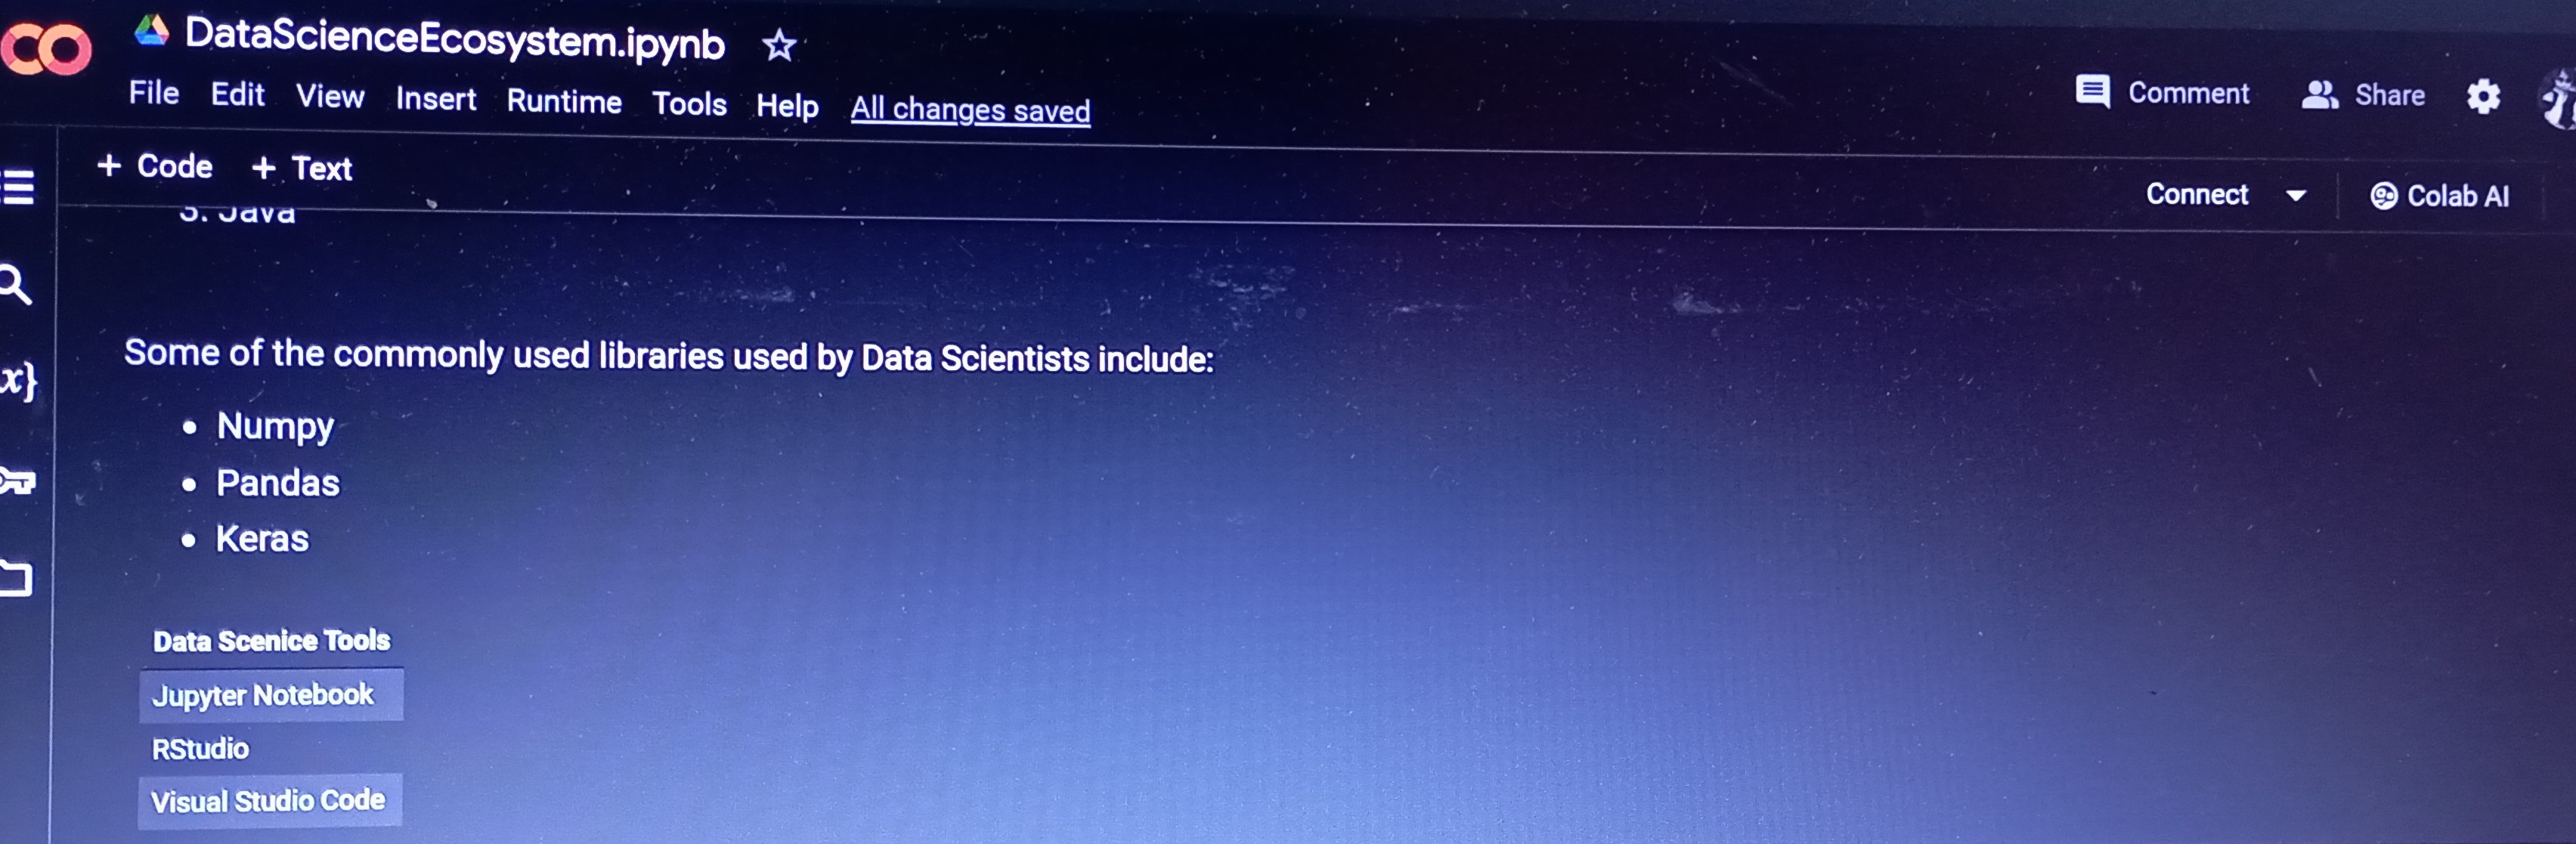 DataScienceEcosystem.ipynb
File Edit View Insert Runtime Tools Help All changes saved
Comment Share
+ Code + Text
Connect Colab AI
3. Java
Some of the commonly used libraries used by Data Scientists include:
• Numpy
• Pandas
• Keras
Data Scenice Tools
Jupyter Notebook
RStudio
Visual Studio Code